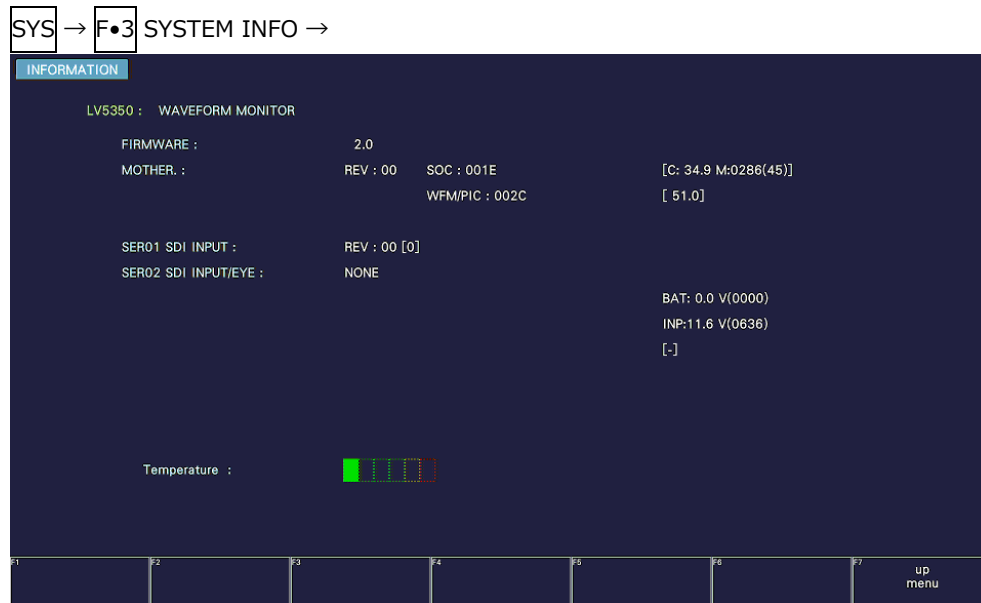 SYS → F•3 SYSTEM INFO →
INFORMATION
LV5350 : WAVEFORM MONITOR
FIRMWARE : 2.0
MOTHER. : REV : 00 SOC : 001E [C: 34.9 M:0286(45)]
WFM/PIC : 002C [ 51.0]
SER01 SDI INPUT : REV : 00 [0]
SER02 SDI INPUT/EYE : NONE
BAT: 0.0 V(0000)
INP:11.6 V(0636)
[-]
Temperature :
F1 F2 F3 F4 F5 F6 F7 up
menu